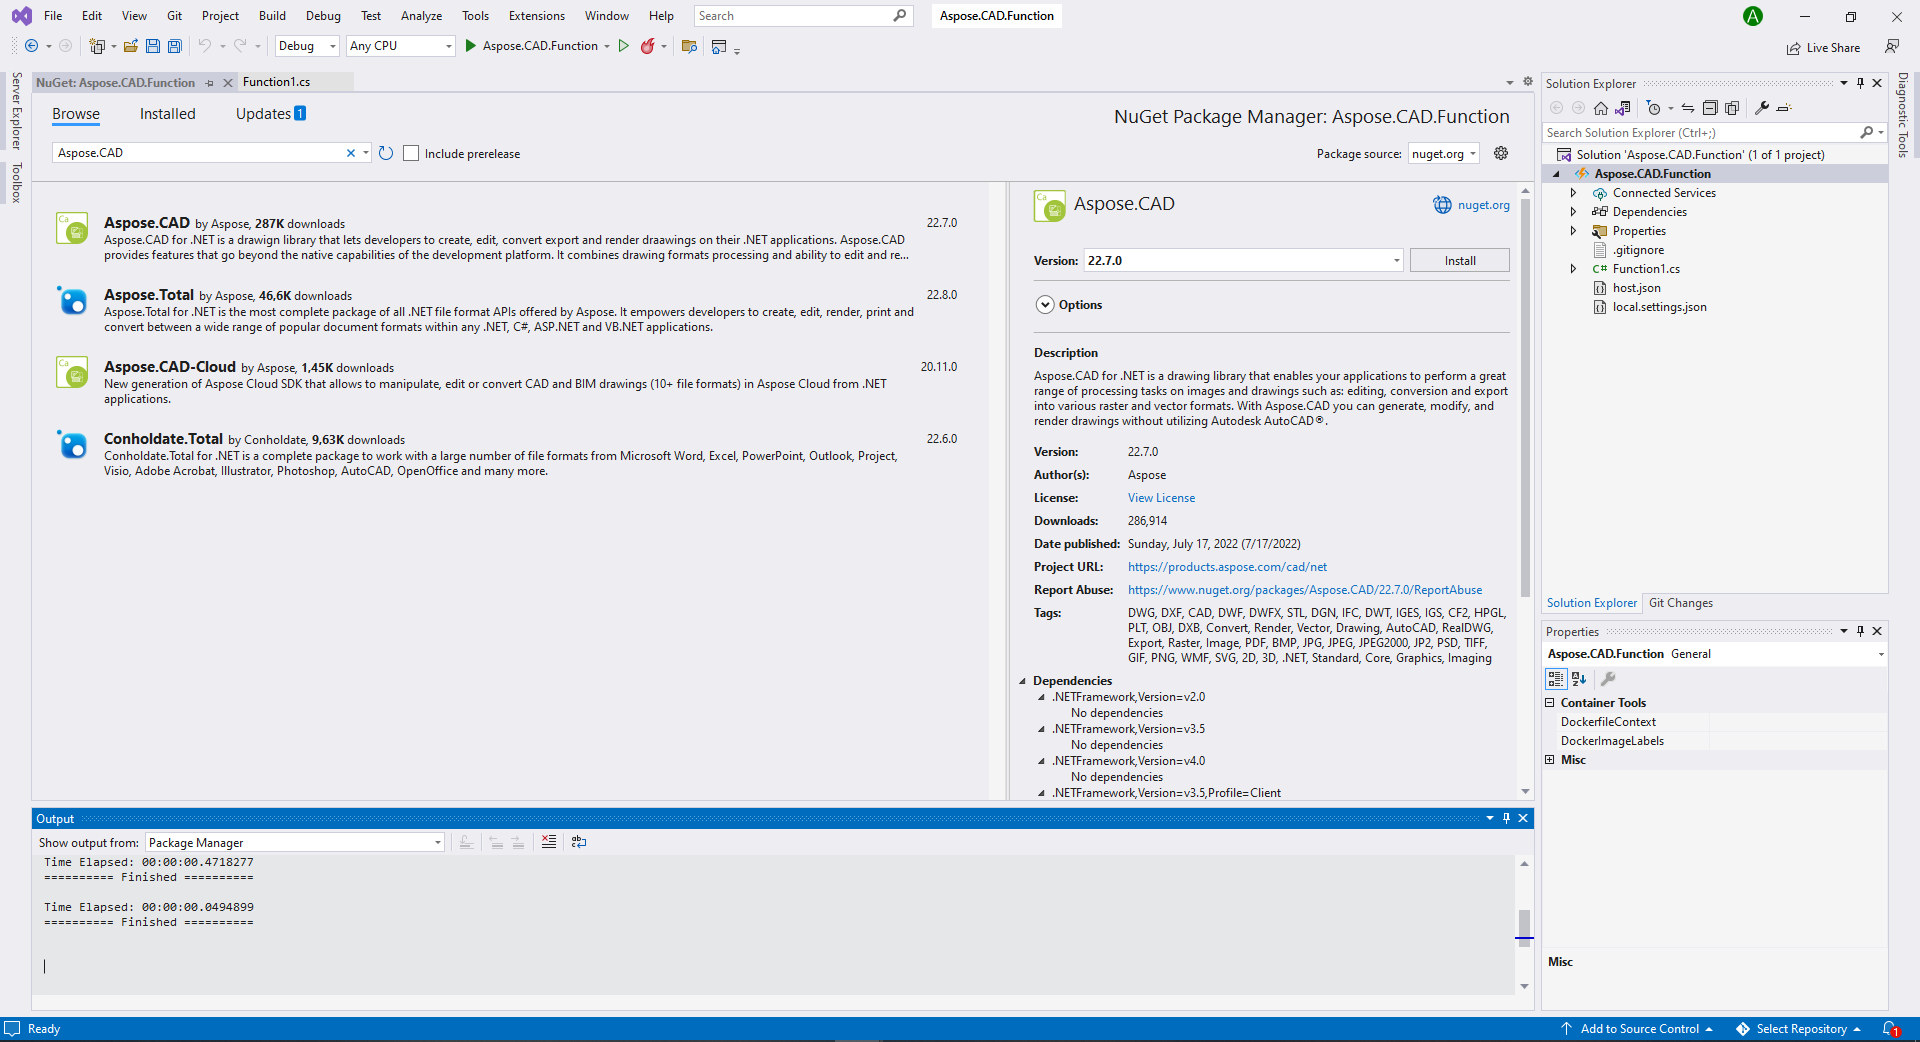 File Edit View Git Project Build Debug Test Analyze Tools Extensions Window Help Search Aspose.CAD.Function A
Debug Any CPU Aspose.CAD.Function Live Share
Server Explorer
Toolbox
NuGet: Aspose.CAD.Function Function1.cs
Browse Installed Updates 1
NuGet Package Manager: Aspose.CAD.Function
Aspose.CAD Include prerelease
Package source: nuget.org
Ca
Aspose.CAD by Aspose, 287K downloads 22.7.0
Aspose.CAD for .NET is a drawign library that lets developers to create, edit, convert export and render draawings on their .NET applications. Aspose.CAD
provides features that go beyond the native capabilities of the development platform. It combines drawing formats processing and ability to edit and re...
Aspose.Total by Aspose, 46,6K downloads 22.8.0
Aspose.Total for .NET is the most complete package of all .NET file format APIs offered by Aspose. It empowers developers to create, edit, render, print and
convert between a wide range of popular document formats within any .NET, C#, ASP.NET and VB.NET applications.
Ca
Aspose.CAD-Cloud by Aspose, 1,45K downloads 20.11.0
New generation of Aspose Cloud SDK that allows to manipulate, edit or convert CAD and BIM drawings (10+ file formats) in Aspose Cloud from .NET
applications.
Conholdate.Total by Conholdate, 9,63K downloads 22.6.0
Conholdate.Total for .NET is a complete package to work with a large number of file formats from Microsoft Word, Excel, PowerPoint, Outlook, Project,
Visio, Adobe Acrobat, Illustrator, Photoshop, AutoCAD, OpenOffice and many more.
Ca
Aspose.CAD nuget.org
Version: 22.7.0 Install
Options
Description
Aspose.CAD for .NET is a drawing library that enables your applications to perform a great
range of processing tasks on images and drawings such as: editing, conversion and export
into various raster and vector formats. With Aspose.CAD you can generate, modify, and
render drawings without utilizing Autodesk AutoCAD®.
Version: 22.7.0
Author(s): Aspose
License: View License
Downloads: 286,914
Date published: Sunday, July 17, 2022 (7/17/2022)
Project URL: https://products.aspose.com/cad/net
Report Abuse: https://www.nuget.org/packages/Aspose.CAD/22.7.0/ReportAbuse
Tags: DWG, DXF, CAD, DWF, DWFX, STL, DGN, IFC, DWT, IGES, IGS, CF2, HPGL,
PLT, OBJ, DXB, Convert, Render, Vector, Drawing, AutoCAD, RealDWG,
Export, Raster, Image, PDF, BMP, JPG, JPEG, JPEG2000, JP2, PSD, TIFF,
GIF, PNG, WMF, SVG, 2D, 3D, .NET, Standard, Core, Graphics, Imaging
Dependencies
.NETFramework,Version=v2.0
No dependencies
.NETFramework,Version=v3.5
No dependencies
.NETFramework,Version=v4.0
No dependencies
.NETFramework,Version=v3.5,Profile=Client
Output
Show output from: Package Manager
Time Elapsed: 00:00:00.4718277
========== Finished ==========
Time Elapsed: 00:00:00.0494899
========== Finished ==========
Solution Explorer
Search Solution Explorer (Ctrl+;)
Solution 'Aspose.CAD.Function' (1 of 1 project)
Aspose.CAD.Function
Connected Services
Dependencies
Properties
.gitignore
C# Function1.cs
host.json
local.settings.json
Solution Explorer Git Changes
Properties
Aspose.CAD.Function General
Container Tools
DockerfileContext
DockerImageLabels
Misc
Misc
Diagnostic Tools
Ready Add to Source Control Select Repository 1